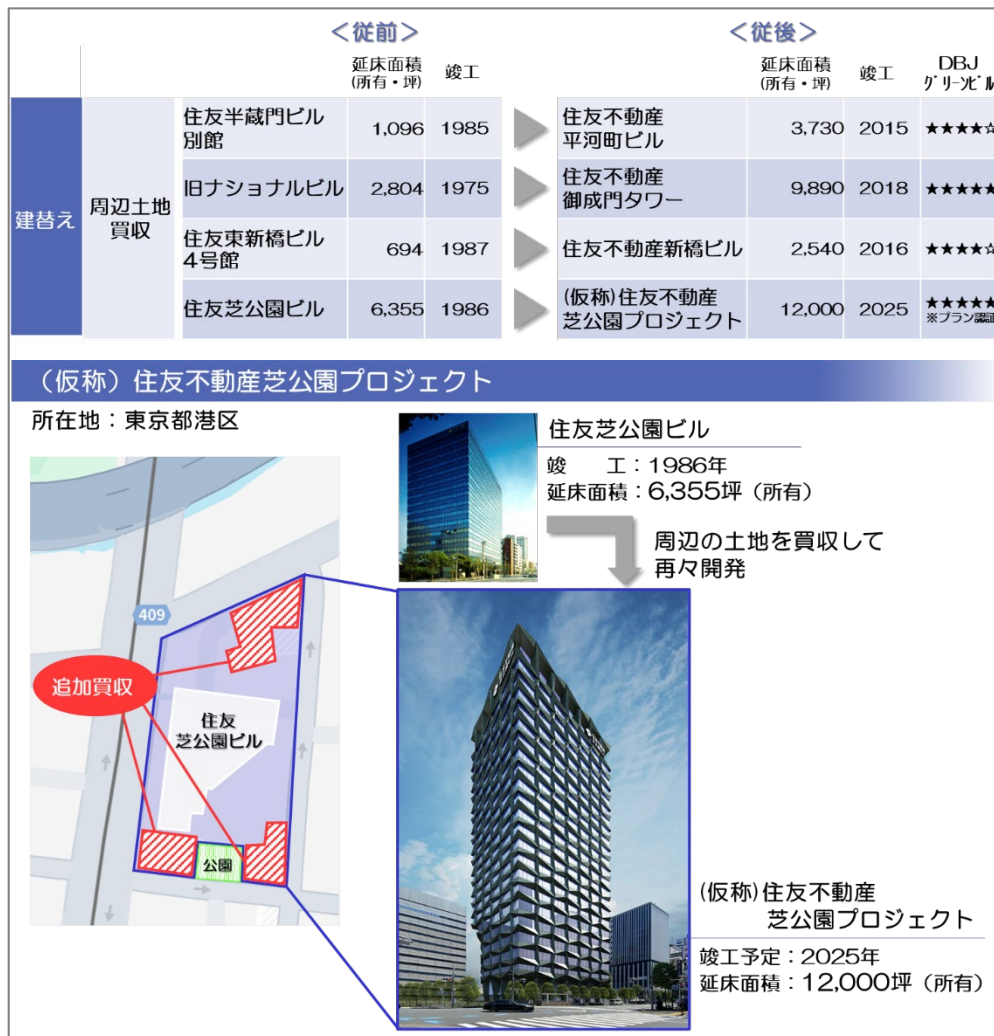 ＜従前＞
＜従後＞
延床面積
(所有・坪)
竣工
延床面積
(所有・坪)
竣工
DBJ
ｸﾞﾘｰﾝﾋﾞﾙ
建替え
周辺土地
買収
住友半蔵門ビル
別館
1,096 1985
住友不動産
平河町ビル
3,730 2015 ★★★★☆
旧ナショナルビル 2,804 1975
住友不動産
御成門タワー
9,890 2018 ★★★★★
住友東新橋ビル
4号館
694 1987
住友不動産新橋ビル 2,540 2016 ★★★★☆
住友芝公園ビル 6,355 1986
(仮称)住友不動産
芝公園プロジェクト
12,000 2025 ★★★★★
※プラン認証
（仮称）住友不動産芝公園プロジェクト
所在地：東京都港区
住友芝公園ビル
竣　工：1986年
延床面積：6,355坪（所有）
周辺の土地を買収して
再々開発
409
追加買収
住友
芝公園ビル
公園
(仮称)住友不動産
芝公園プロジェクト
竣工予定：2025年
延床面積：12,000坪（所有）